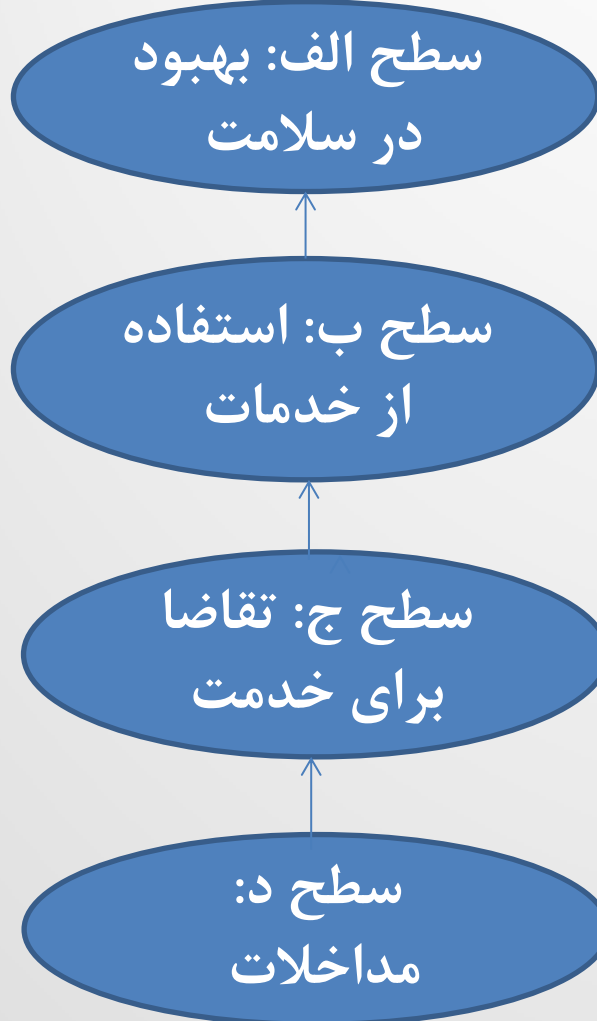 سطح الف: بهبود
در سلامت
سطح ب: استفاده
از خدمات
سطح ج: تقاضا
برای خدمت
سطح د:
مداخلات